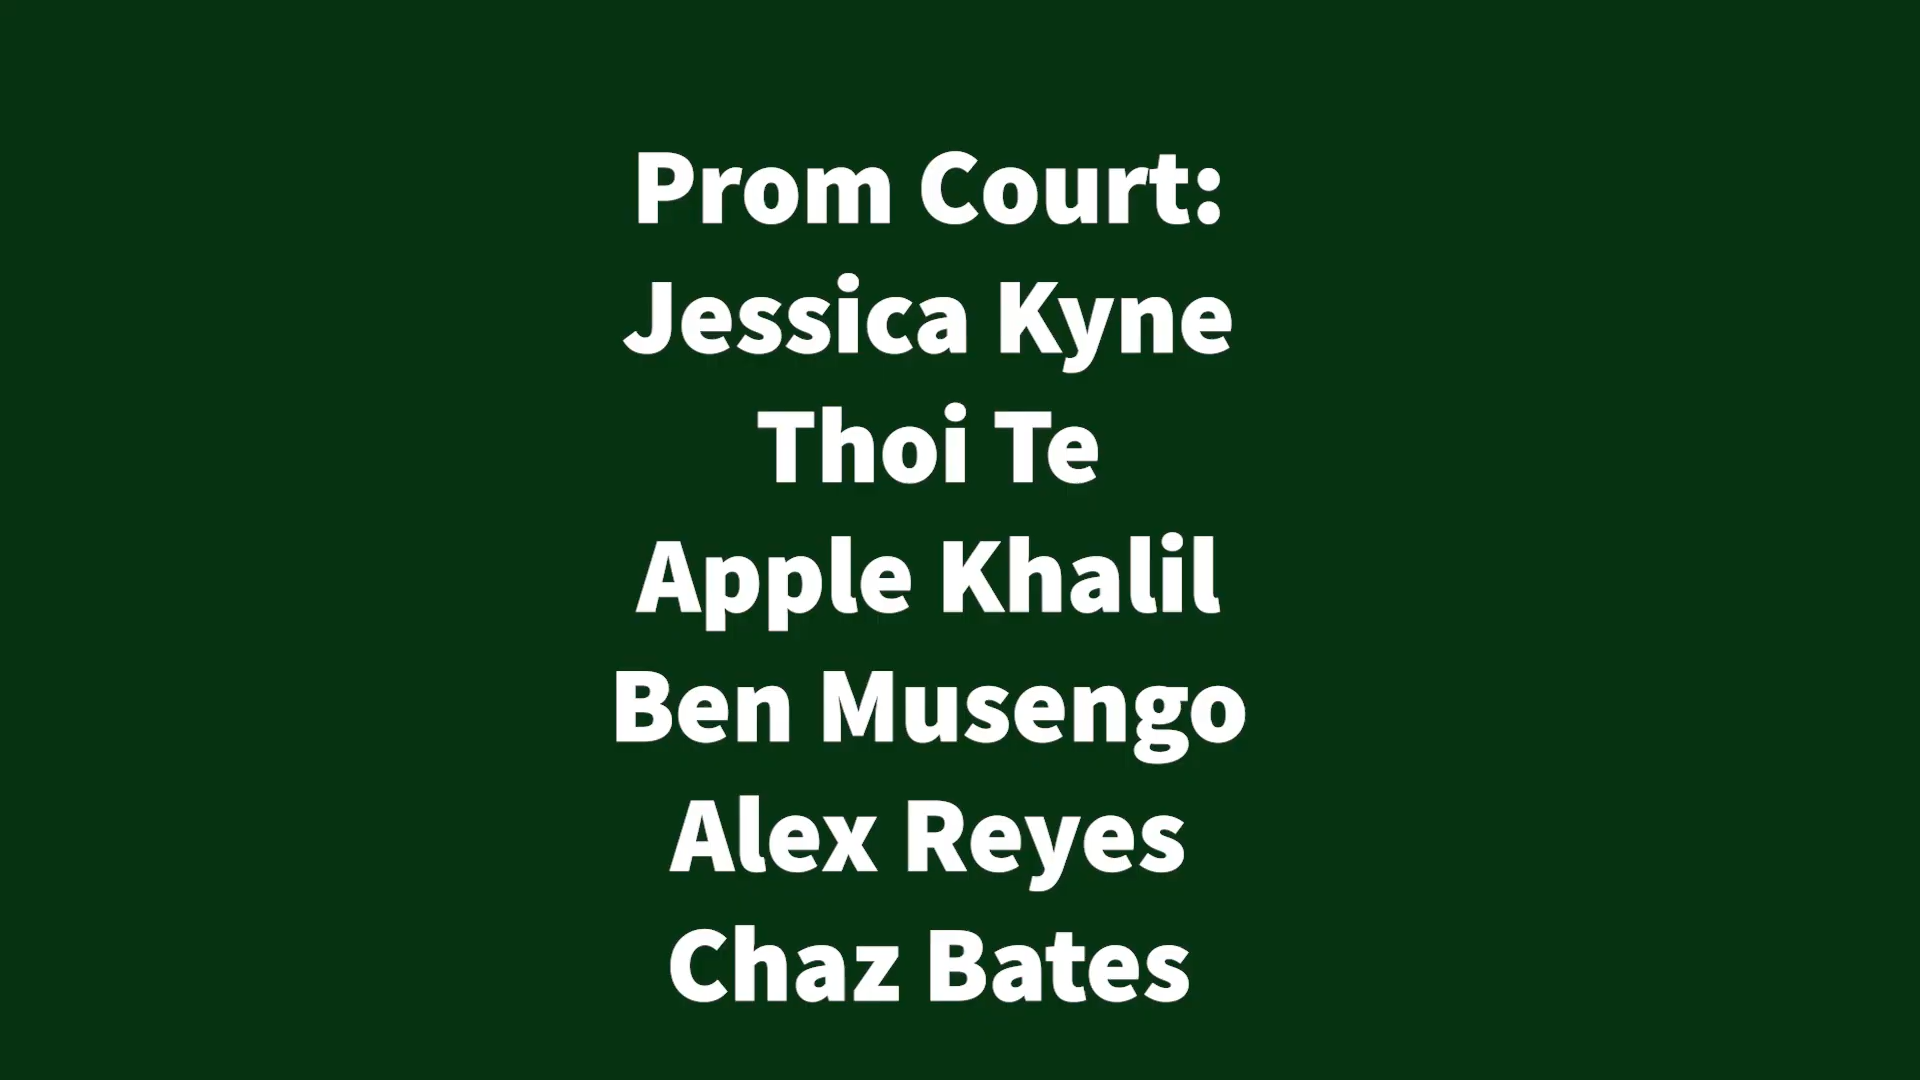 Prom Court:
Jessica Kyne
Thoi Te
Apple Khalil
Ben Musengo
Alex Reyes
Chaz Bates